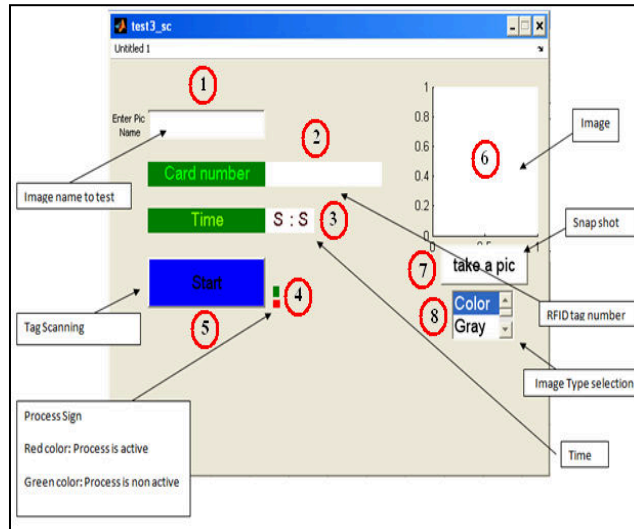 test3_sc
Untitled 1
1
Enter Pic
Name
2
Card number
Time
S : S
3
Start
4
5
1
0.8
0.6
0.4
0.2
0
0
0.5
1
6
7
take a pic
8
Color
Gray
Image name to test
Tag Scanning
Process Sign
Red color: Process is active
Green color: Process is non active
Image
Snap shot
RFID tag number
Image Type selection
Time